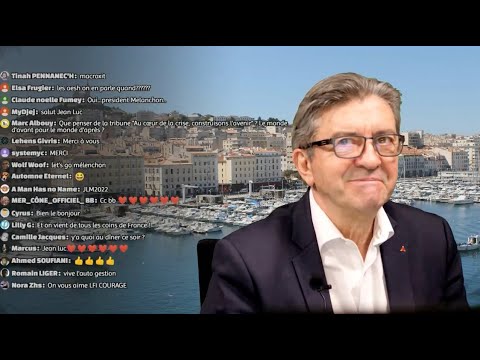 Tinah PENNANEC'H : macroxit
Elsa Frugier : les gesh on en parle quand??????
Claude noelle Fumey : Oui...president Melanchon..
MyDjej : salut Jean Luc
Marc Albouy : Que penser de la tribune "Au cœur de la crise, construisons l'avenir" ? Le monde
d'avant pour le monde d'après ?
Lehens Givris : Merci à vous
systemyc : MERCI
Wolf Woof : let's go mélenchon
Automne Eternel : 😆
A Man Has no Name : JLM2022
MER_CÔNE_OFFICIEL_ BB : Cc bb ❤️❤️❤️❤️❤️❤️
Cyrus : Bien le bonjour
Lilly G : Et on vient de tous les coins de France !
Camille Jacques : y'a quoi au dîner ce soir ?
Marcus : Jean luc❤️❤️❤️❤️❤️❤️
Ahmed SOUFIANI : 👍👍👍👍
Romain LIGER : vive l'auto gestion
Nora Zhs : On vous aime LFI COURAGE